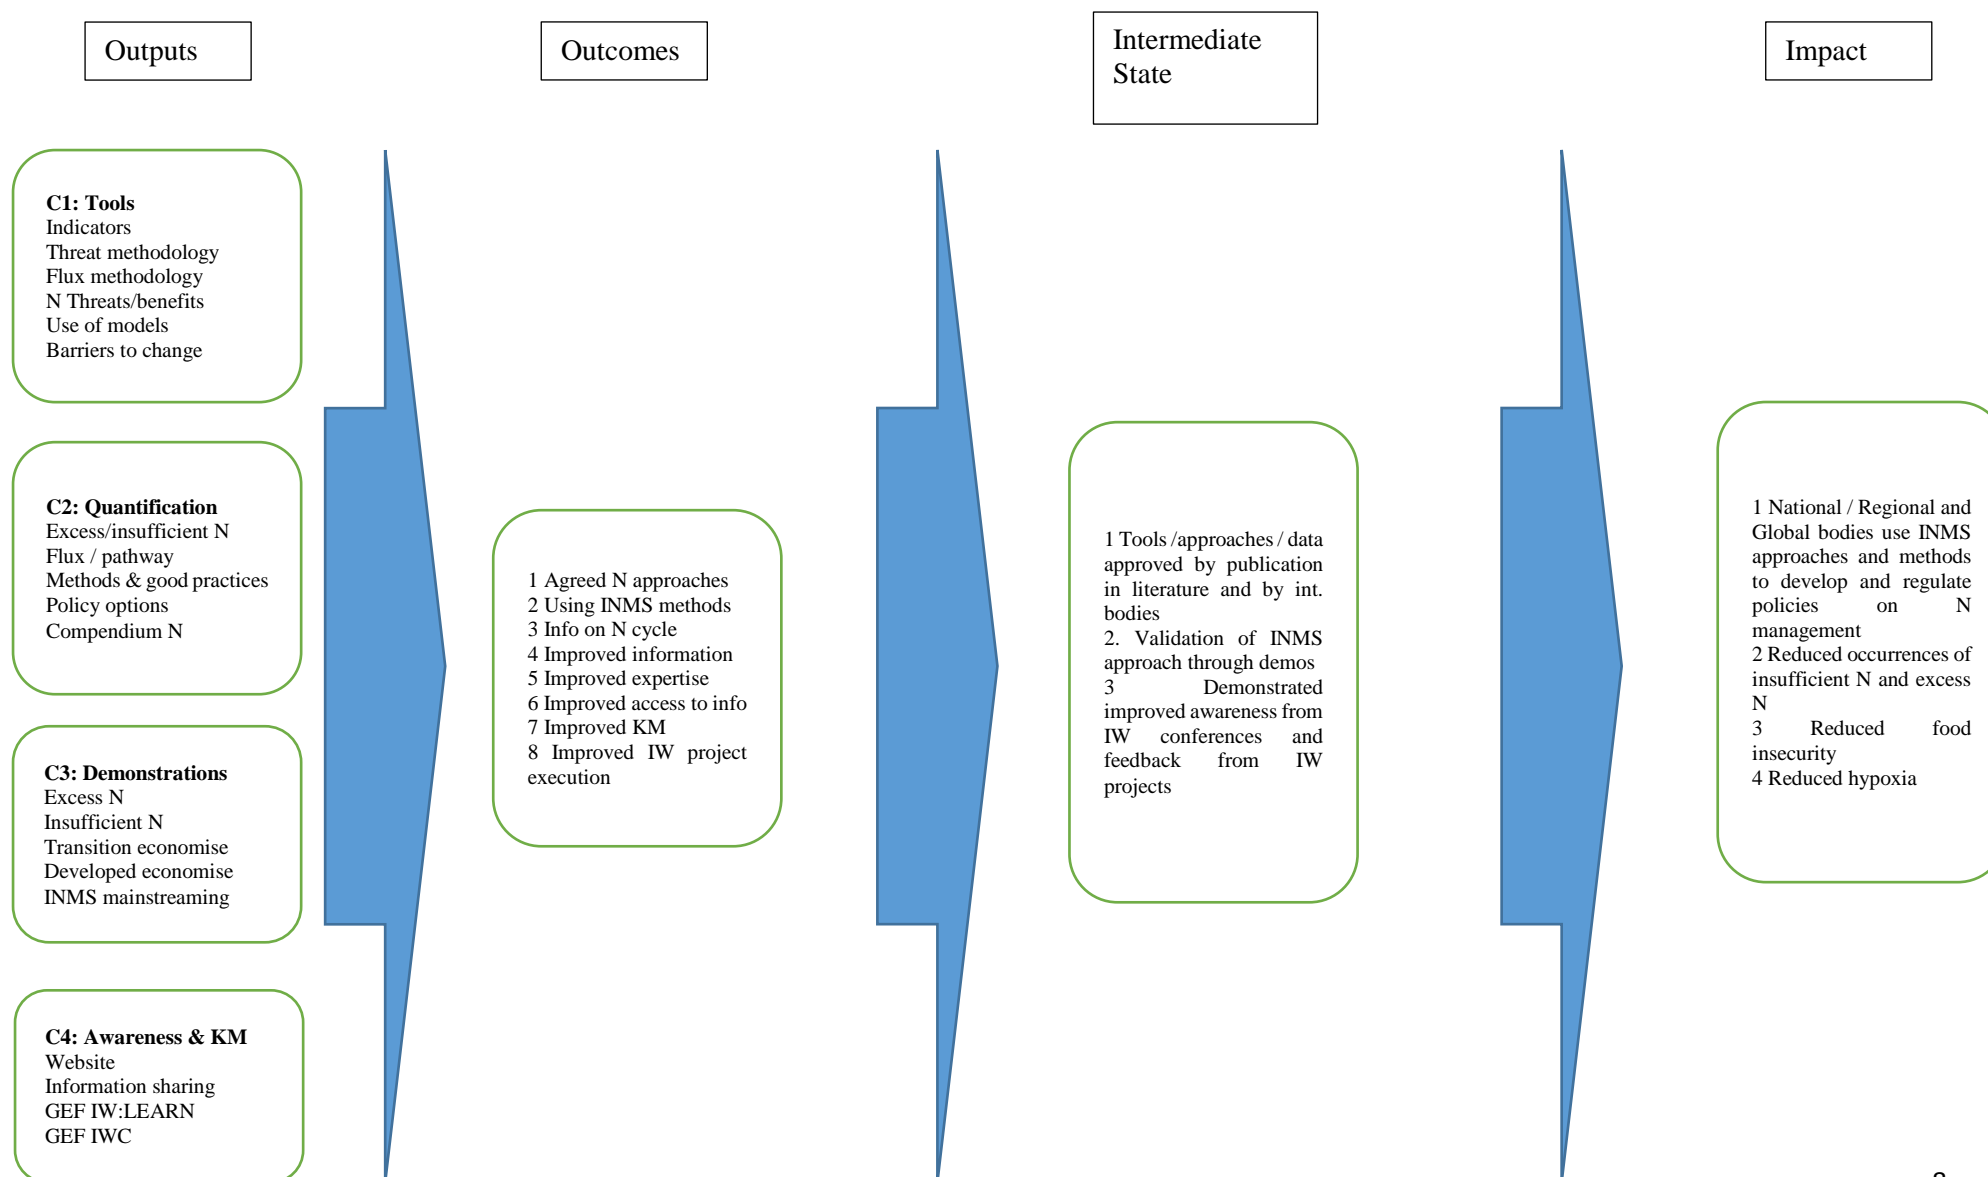 Outputs
Outcomes
Intermediate
State
Impact
C1: Tools
Indicators
Threat methodology
Flux methodology
N Threats/benefits
Use of models
Barriers to change
C2: Quantification
Excess/insufficient N
Flux / pathway
Methods & good practices
Policy options
Compendium N
C3: Demonstrations
Excess N
Insufficient N
Transition economise
Developed economise
INMS mainstreaming
C4: Awareness & KM
Website
Information sharing
GEF IW:LEARN
GEF IWC
1 Agreed N approaches
2 Using INMS methods
3 Info on N cycle
4 Improved information
5 Improved expertise
6 Improved access to info
7 Improved KM
8 Improved IW project
execution
1 Tools /approaches / data
approved by publication
in literature and by int.
bodies
2. Validation of INMS
approach through demos
3 Demonstrated
improved awareness from
IW conferences and
feedback from IW
projects
1 National / Regional and
Global bodies use INMS
approaches and methods
to develop and regulate
policies on N
management
2 Reduced occurrences of
insufficient N and excess
N
3 Reduced food
insecurity
4 Reduced hypoxia